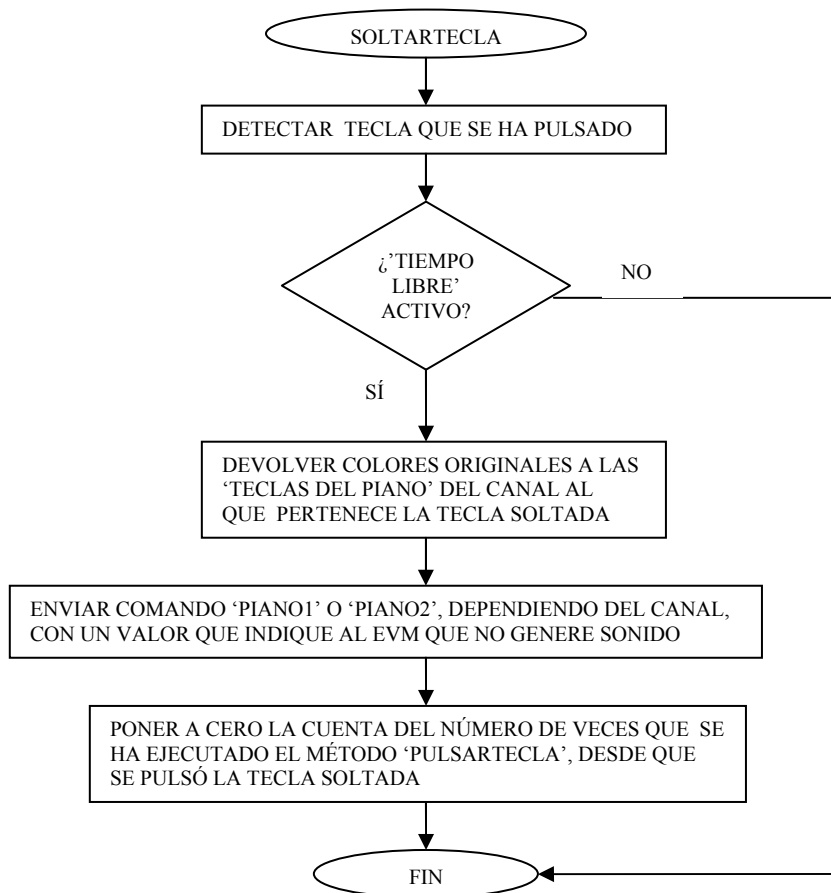 SOLTARTECLA
DETECTAR TECLA QUE SE HA PULSADO
¿'TIEMPO
LIBRE'
ACTIVO?
NO
SÍ
DEVOLVER COLORES ORIGINALES A LAS
‘TECLAS DEL PIANO’ DEL CANAL AL
QUE PERTENECE LA TECLA SOLTADA
ENVIAR COMANDO ‘PIANO1’ O ‘PIANO2’, DEPENDIENDO DEL CANAL,
CON UN VALOR QUE INDIQUE AL EVM QUE NO GENERE SONIDO
PONER A CERO LA CUENTA DEL NÚMERO DE VECES QUE SE
HA EJECUTADO EL MÉTODO ‘PULSARTECLA’, DESDE QUE
SE PULSÓ LA TECLA SOLTADA
FIN